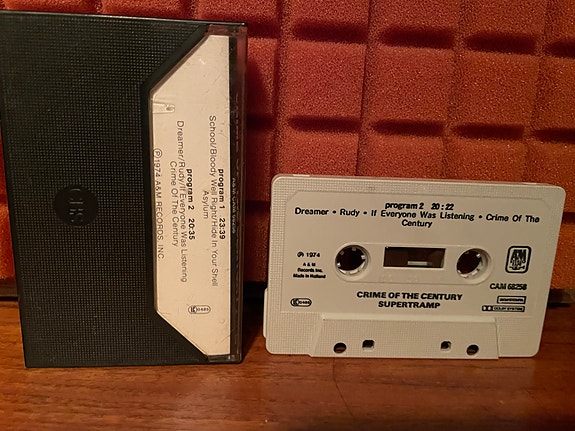 program 1 23:39
School/Bloody Well Right/Hide In Your Shell
Asylum
program 2 20:35
Dreamer/Rudy/If Everyone Was Listening
Crime Of The Century
℗1974 A&M RECORDS, INC.
program 2 20:22
Dreamer • Rudy • If Everyone Was Listening • Crime Of The
Century
℗ 1974
A & M
Records Inc.
Made in Holland
A&M
CAM 68258
CRIME OF THE CENTURY
SUPERTRAMP
DOLBY SYSTEM